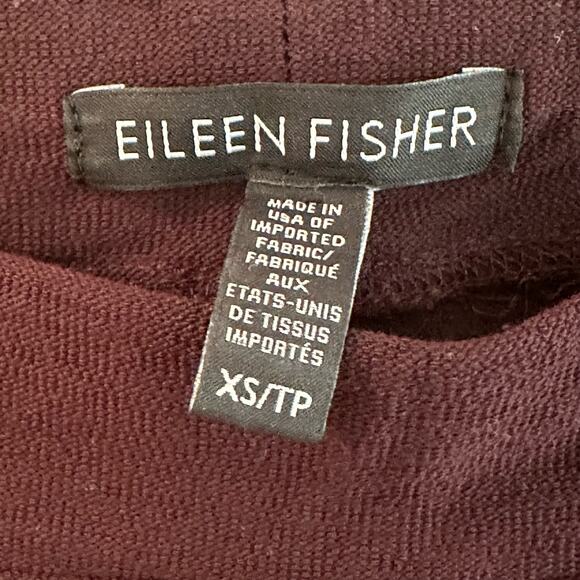 EILEEN FISHER
MADE IN
USA OF
IMPORTED
FABRIC/
FABRIQUÉ
AUX
ETATS-UNIS
DE TISSUS
IMPORTÉS
XS/TP